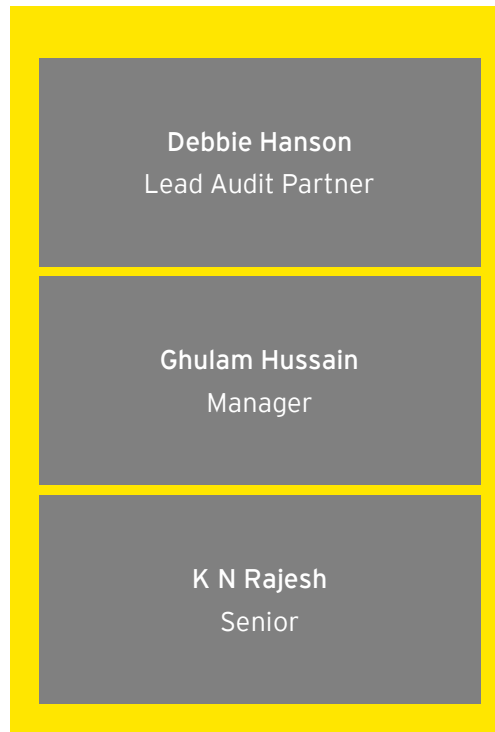 Debbie Hanson
Lead Audit Partner
Ghulam Hussain
Manager
K N Rajesh
Senior